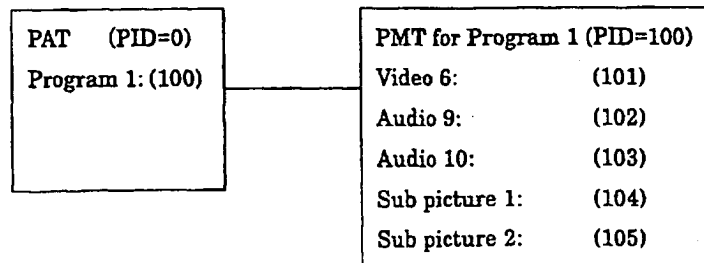 PAT (PID=0)
Program 1: (100)
PMT for Program 1 (PID=100)
Video 6: (101)
Audio 9: (102)
Audio 10: (103)
Sub picture 1: (104)
Sub picture 2: (105)